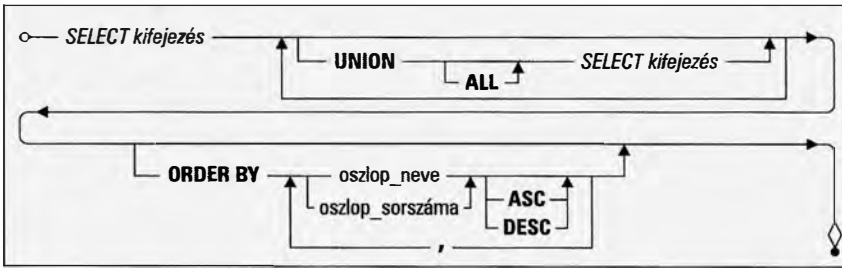 SELECT kifejezés
UNION SELECT kifejezés
ALL
ORDER BY oszlop_neve ASC
oszlop_sorszáma DESC
,